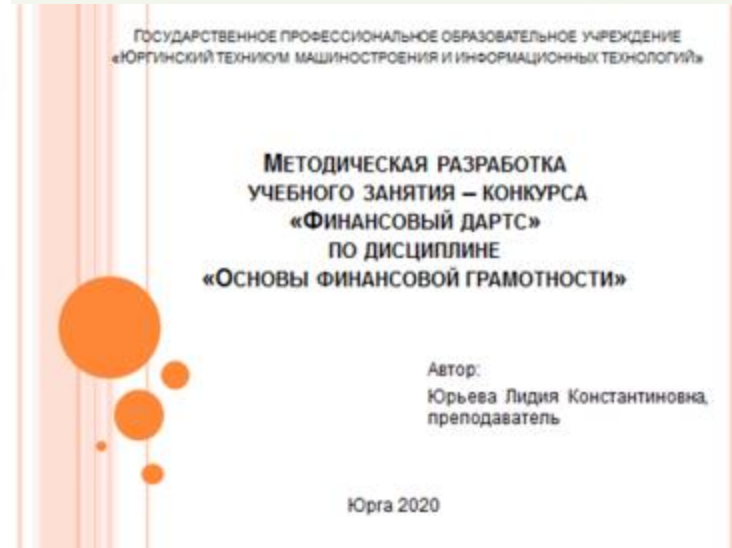 Государственное профессиональное образовательное учреждение
«Юргинский техникум машиностроения и информационных технологий»
Методическая разработка
учебного занятия – конкурса
«Финансовый дартс»
по дисциплине
«Основы финансовой грамотности»
Автор:
Юрьева Лидия Константиновна,
преподаватель
Юрга 2020